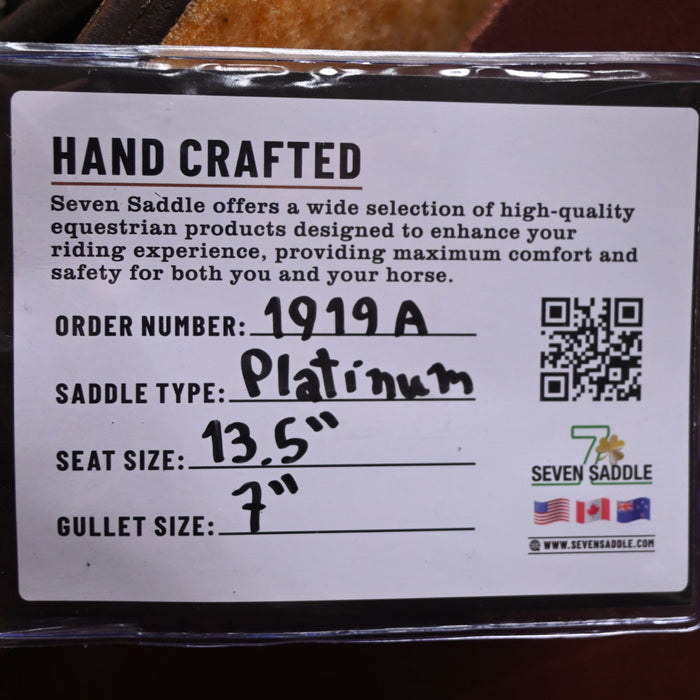 HAND CRAFTED
Seven Saddle offers a wide selection of high-quality
equestrian products designed to enhance your
riding experience, providing maximum comfort and
safety for both you and your horse.
ORDER NUMBER: 1919 A
SADDLE TYPE: Platinum
SEAT SIZE: 13.5"
GULLET SIZE: 7"
7
SEVEN SADDLE
WWW.SEVENSADDLE.COM